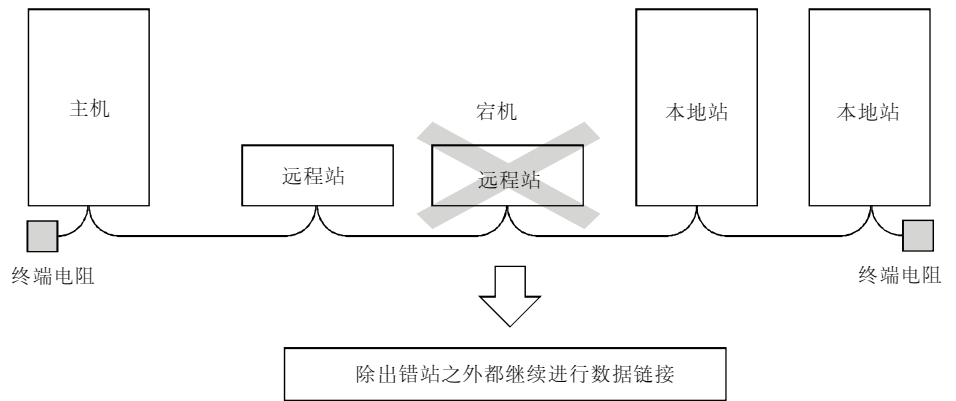 主机
宕机
本地站
本地站
远程站
远程站
终端电阻
终端电阻
除出错站之外都继续进行数据链接